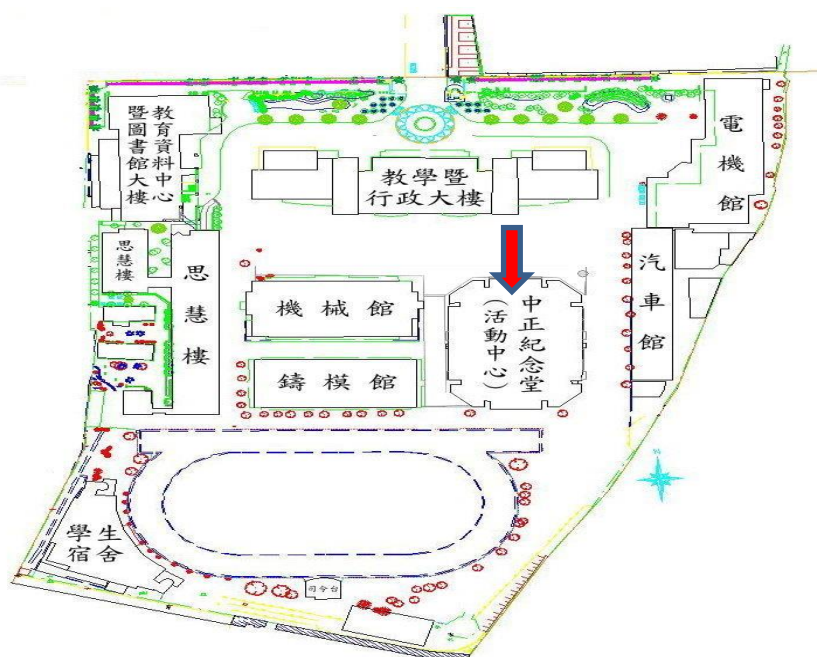 教育資料中心
暨圖書館大樓
教學暨
行政大樓
電機館
思慧樓
思慧樓
機械館
中正紀念堂
(活動中心)
汽車館
鑄模館
學生
宿舍
司令台